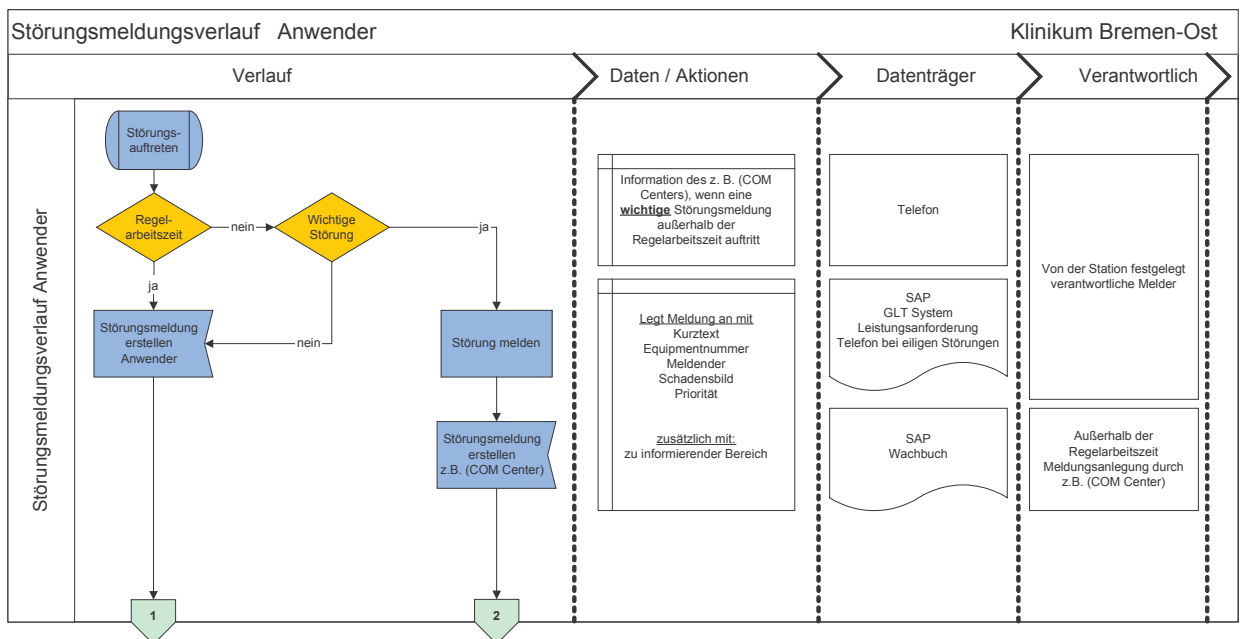 Störungsmeldungsverlauf Anwender
Klinikum Bremen-Ost
Verlauf
Daten / Aktionen
Datenträger
Verantwortlich
Störungsmeldungsverlauf Anwender
Störungs-
auftreten
Regel-
arbeitszeit
nein
Wichtige
Störung
ja
ja
nein
Störungsmeldung
erstellen
Anwender
Störung melden
Störungsmeldung
erstellen
z.B. (COM Center)
1
2
Information des z. B. (COM
Centers), wenn eine
wichtige Störungsmeldung
außerhalb der
Regelarbeitszeit auftritt
Legt Meldung an mit
Kurztext
Equipmentnummer
Meldender
Schadensbild
Priorität
zusätzlich mit:
zu informierender Bereich
Telefon
SAP
GLT System
Leistungsanforderung
Telefon bei eiligen Störungen
SAP
Wachbuch
Von der Station festgelegt
verantwortliche Melder
Außerhalb der
Regelarbeitszeit
Meldungsanlegung durch
z.B. (COM Center)